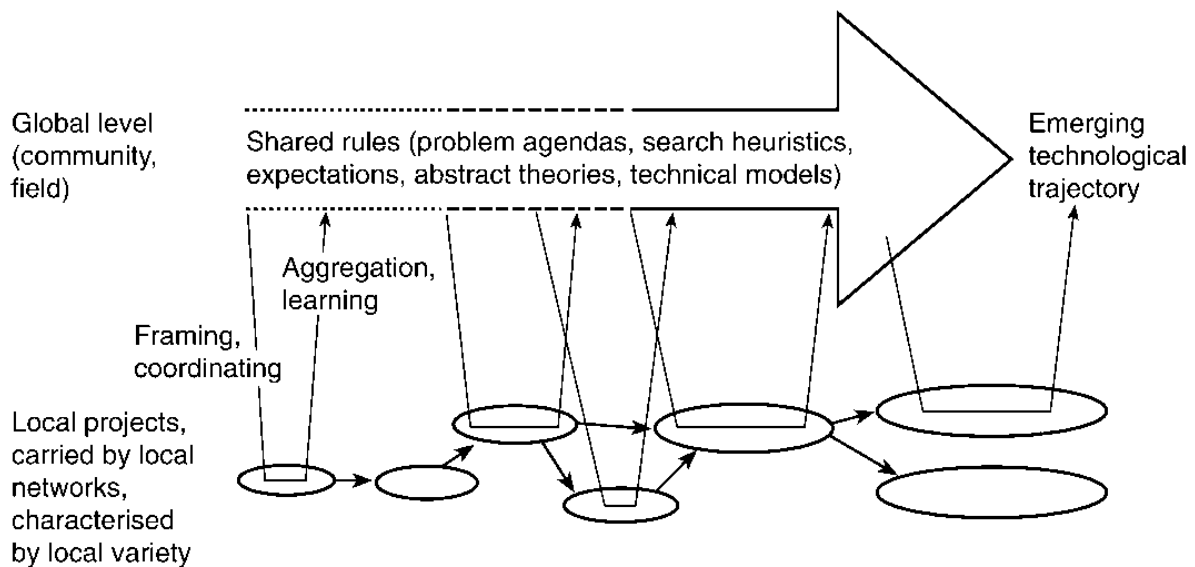 Global level
(community,
field)
Shared rules (problem agendas, search heuristics,
expectations, abstract theories, technical models)
Emerging
technological
trajectory
Aggregation,
learning
Framing,
coordinating
Local projects,
carried by local
networks,
characterised
by local variety